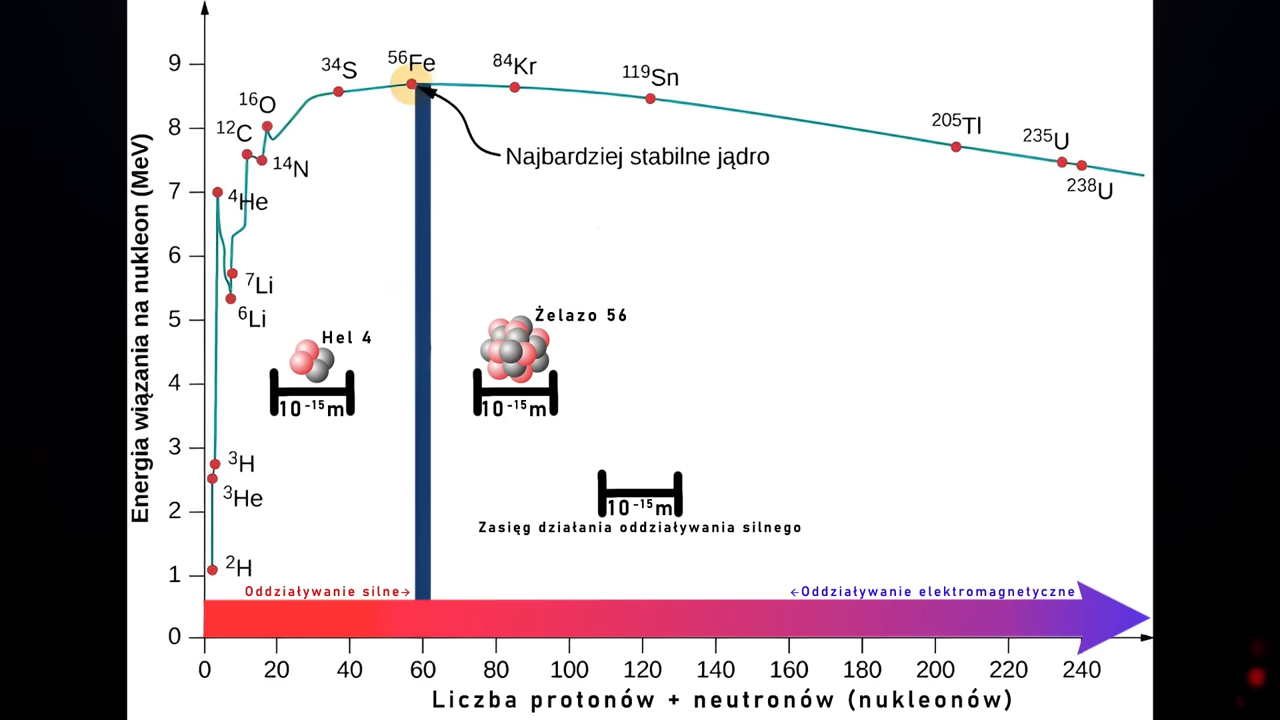 Energia wiązania na nukleon (MeV)
9
8
7
6
5
4
3
2
1
0
³⁴S
⁵⁶Fe
⁸⁴Kr
¹¹⁹Sn
¹⁶O
¹²C
¹⁴N
²⁰⁵Tl
²³⁵U
²³⁸U
Najbardziej stabilne jądro
⁴He
⁷Li
⁶Li
Hel 4
10⁻¹⁵m
Żelazo 56
10⁻¹⁵m
³H
³He
10⁻¹⁵m
Zasięg działania oddziaływania silnego
²H
Oddziaływanie silne→
←Oddziaływanie elektromagnetyczne
0 20 40 60 80 100 120 140 160 180 200 220 240
Liczba protonów + neutronów (nukleonów)